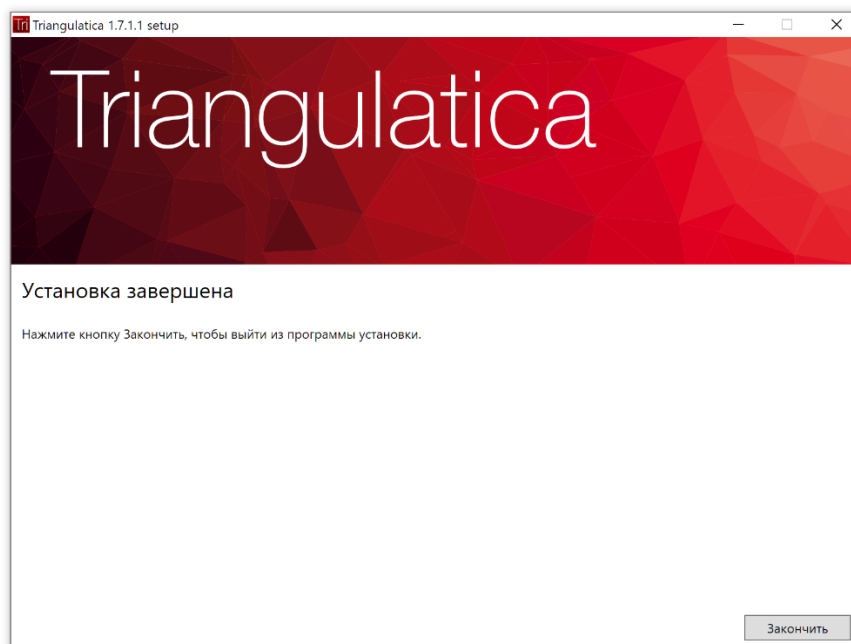 Tri Triangulatica 1.7.1.1 setup
Triangulatica
Установка завершена
Нажмите кнопку Закончить, чтобы выйти из программы установки.
Закончить